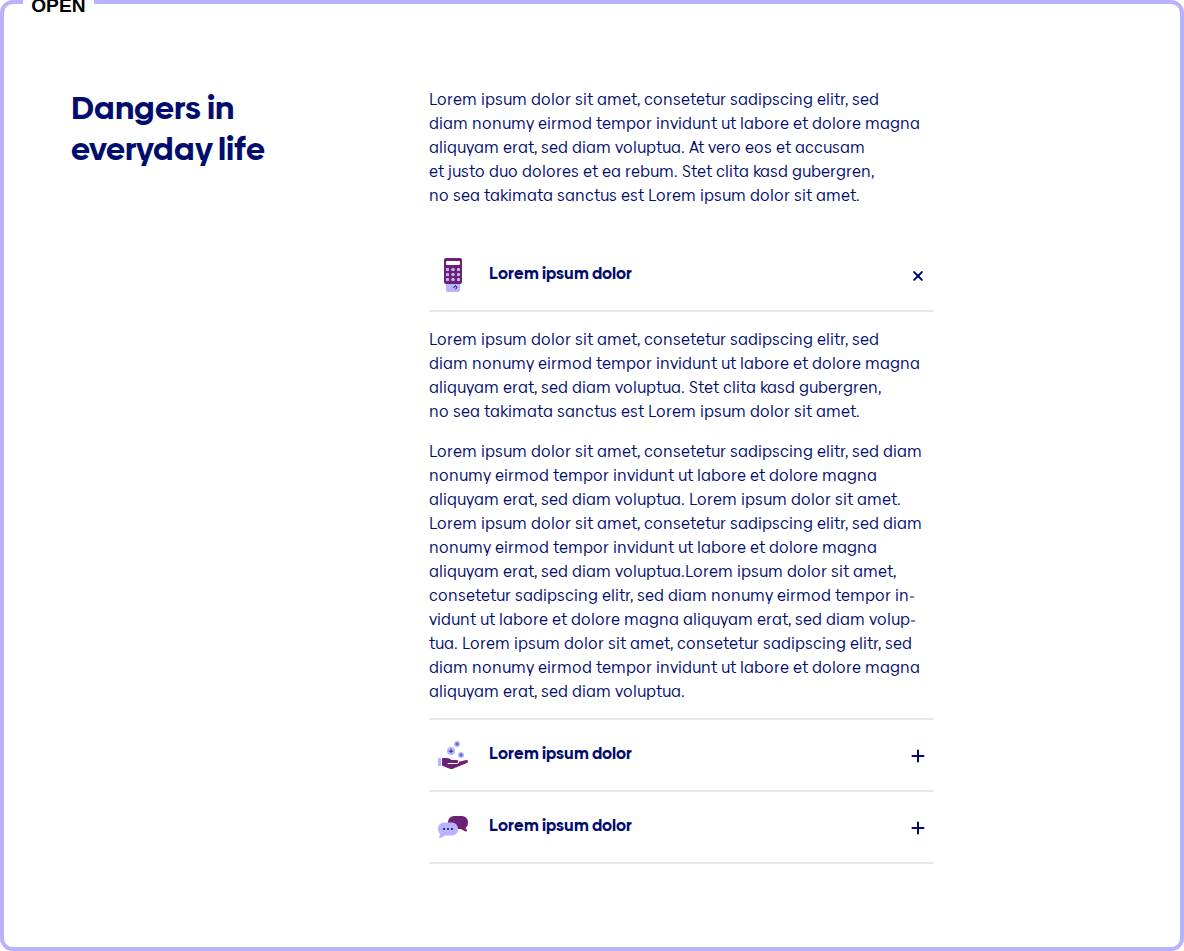 OPEN
Dangers in
everyday life
Lorem ipsum dolor sit amet, consetetur sadipscing elitr, sed
diam nonumy eirmod tempor invidunt ut labore et dolore magna
aliquyam erat, sed diam voluptua. At vero eos et accusam
et justo duo dolores et ea rebum. Stet clita kasd gubergren,
no sea takimata sanctus est Lorem ipsum dolor sit amet.
Lorem ipsum dolor
Lorem ipsum dolor sit amet, consetetur sadipscing elitr, sed
diam nonumy eirmod tempor invidunt ut labore et dolore magna
aliquyam erat, sed diam voluptua. Stet clita kasd gubergren,
no sea takimata sanctus est Lorem ipsum dolor sit amet.
Lorem ipsum dolor sit amet, consetetur sadipscing elitr, sed diam
nonumy eirmod tempor invidunt ut labore et dolore magna
aliquyam erat, sed diam voluptua. Lorem ipsum dolor sit amet.
Lorem ipsum dolor sit amet, consetetur sadipscing elitr, sed diam
nonumy eirmod tempor invidunt ut labore et dolore magna
aliquyam erat, sed diam voluptua.Lorem ipsum dolor sit amet,
consetetur sadipscing elitr, sed diam nonumy eirmod tempor in-
vidunt ut labore et dolore magna aliquyam erat, sed diam volup-
tua. Lorem ipsum dolor sit amet, consetetur sadipscing elitr, sed
diam nonumy eirmod tempor invidunt ut labore et dolore magna
aliquyam erat, sed diam voluptua.
Lorem ipsum dolor
Lorem ipsum dolor